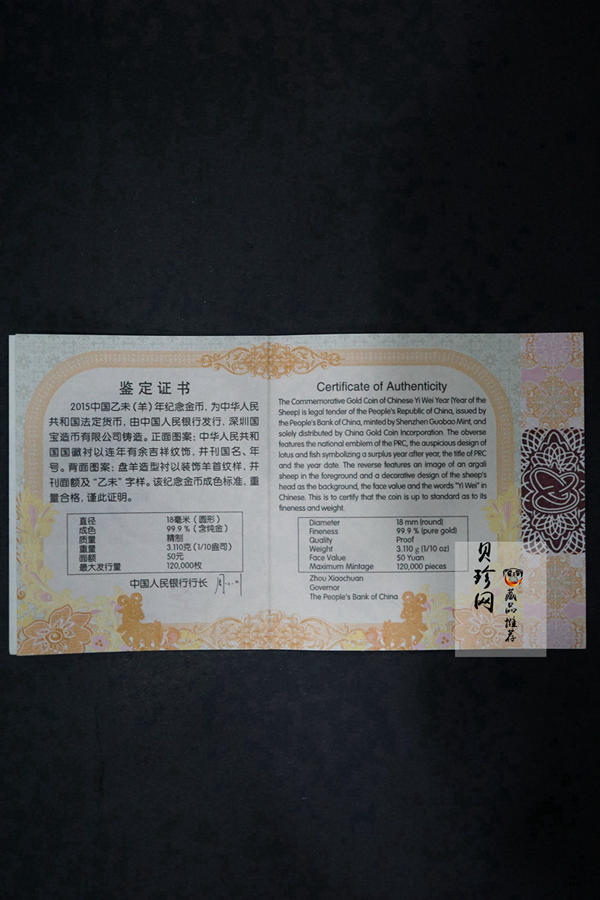 鉴定证书
2015中国乙未（羊）年纪念金币，为中华人民
共和国法定货币，由中国人民银行发行，深圳国
宝造币有限公司铸造。正面图案：中华人民共和
国国徽衬以连年有余吉祥纹饰，并刊国名、年
号。背面图案：盘羊造型衬以装饰羊首纹样，并
刊面额及“乙未”字样。该纪念金币成色标准，重
量合格，谨此证明。
直径 18毫米（圆形）
成色 99.9％（含纯金）
质量 精制
重量 3.110克（1/10盎司）
面额 50元
最大发行量 120,000枚
中国人民银行行长
Certificate of Authenticity
The Commemorative Gold Coin of Chinese Yi Wei Year (Year of the
Sheep) is legal tender of the People's Republic of China, issued by
the People's Bank of China, minted by Shenzhen Guobao Mint, and
solely distributed by China Gold Coin Incorporation. The obverse
features the national emblem of the PRC, the auspicious design of
lotus and fish symbolizing a surplus year after year, the title of PRC
and the year date. The reverse features an image of an argali
sheep in the foreground and a decorative design of the sheep's
head as the background, the face value and the words "Yi Wei" in
Chinese. This is to certify that the coin is up to standard as to its
fineness and weight.
Diameter 18 mm (round)
Fineness 99.9 % (pure gold)
Quality Proof
Weight 3.110 g (1/10 oz)
Face Value 50 Yuan
Maximum Mintage 120,000 pieces
Zhou Xiaochuan
Governor
The People's Bank of China
贝珍网
藏品推荐